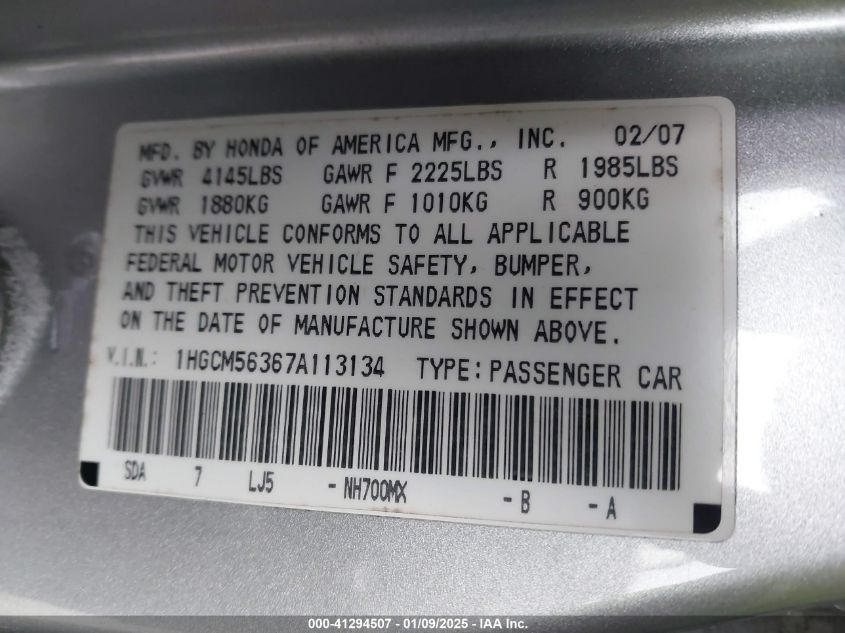 MFD. BY HONDA OF AMERICA MFG., INC. 02/07
GVWR 4145LBS GAWR F 2225LBS R 1985LBS
GVWR 1880KG GAWR F 1010KG R 900KG
THIS VEHICLE CONFORMS TO ALL APPLICABLE
FEDERAL MOTOR VEHICLE SAFETY, BUMPER,
AND THEFT PREVENTION STANDARDS IN EFFECT
ON THE DATE OF MANUFACTURE SHOWN ABOVE.
V.I.N.: 1HGCM56367A113134 TYPE: PASSENGER CAR
SDA 7 LJ5 - NH700MX - B - A
000-41294507 - 01/09/2025 - IAA Inc.